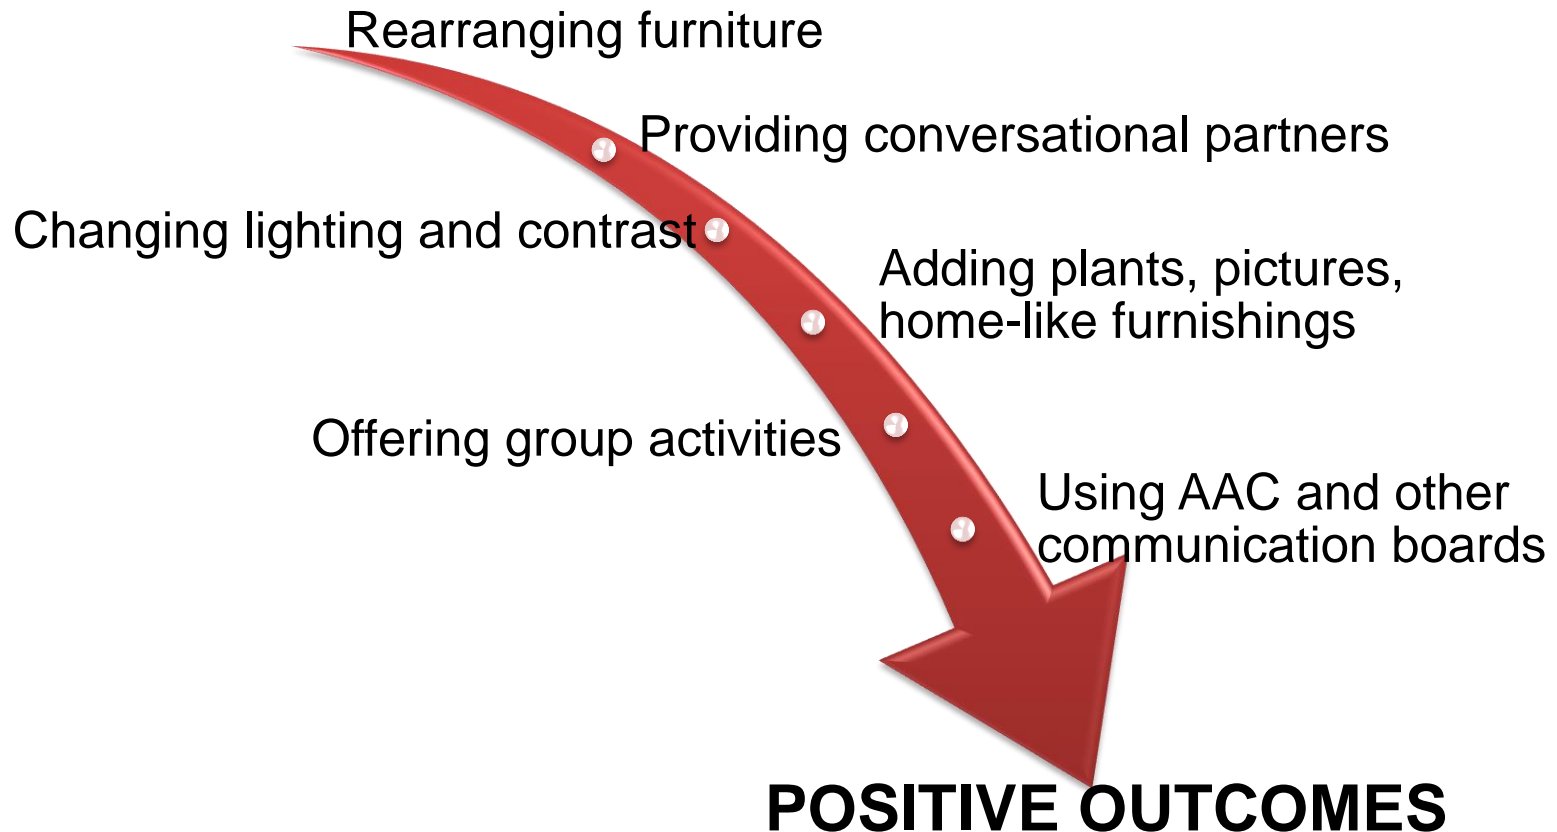 Rearranging furniture
Providing conversational partners
Changing lighting and contrast
Adding plants, pictures,
home-like furnishings
Offering group activities
Using AAC and other
communication boards
POSITIVE OUTCOMES